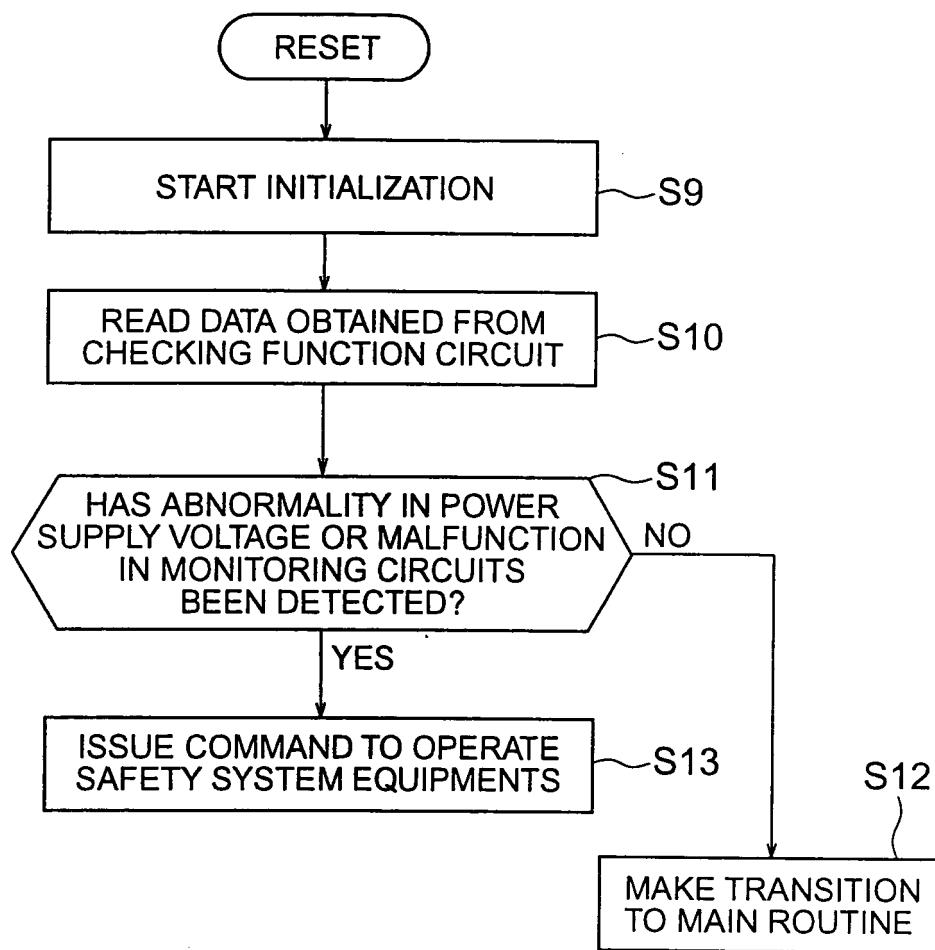 RESET
START INITIALIZATION
S9
READ DATA OBTAINED FROM
CHECKING FUNCTION CIRCUIT
S10
S11
HAS ABNORMALITY IN POWER
SUPPLY VOLTAGE OR MALFUNCTION
IN MONITORING CIRCUITS
BEEN DETECTED?
NO
YES
ISSUE COMMAND TO OPERATE
SAFETY SYSTEM EQUIPMENTS
S13
S12
MAKE TRANSITION
TO MAIN ROUTINE